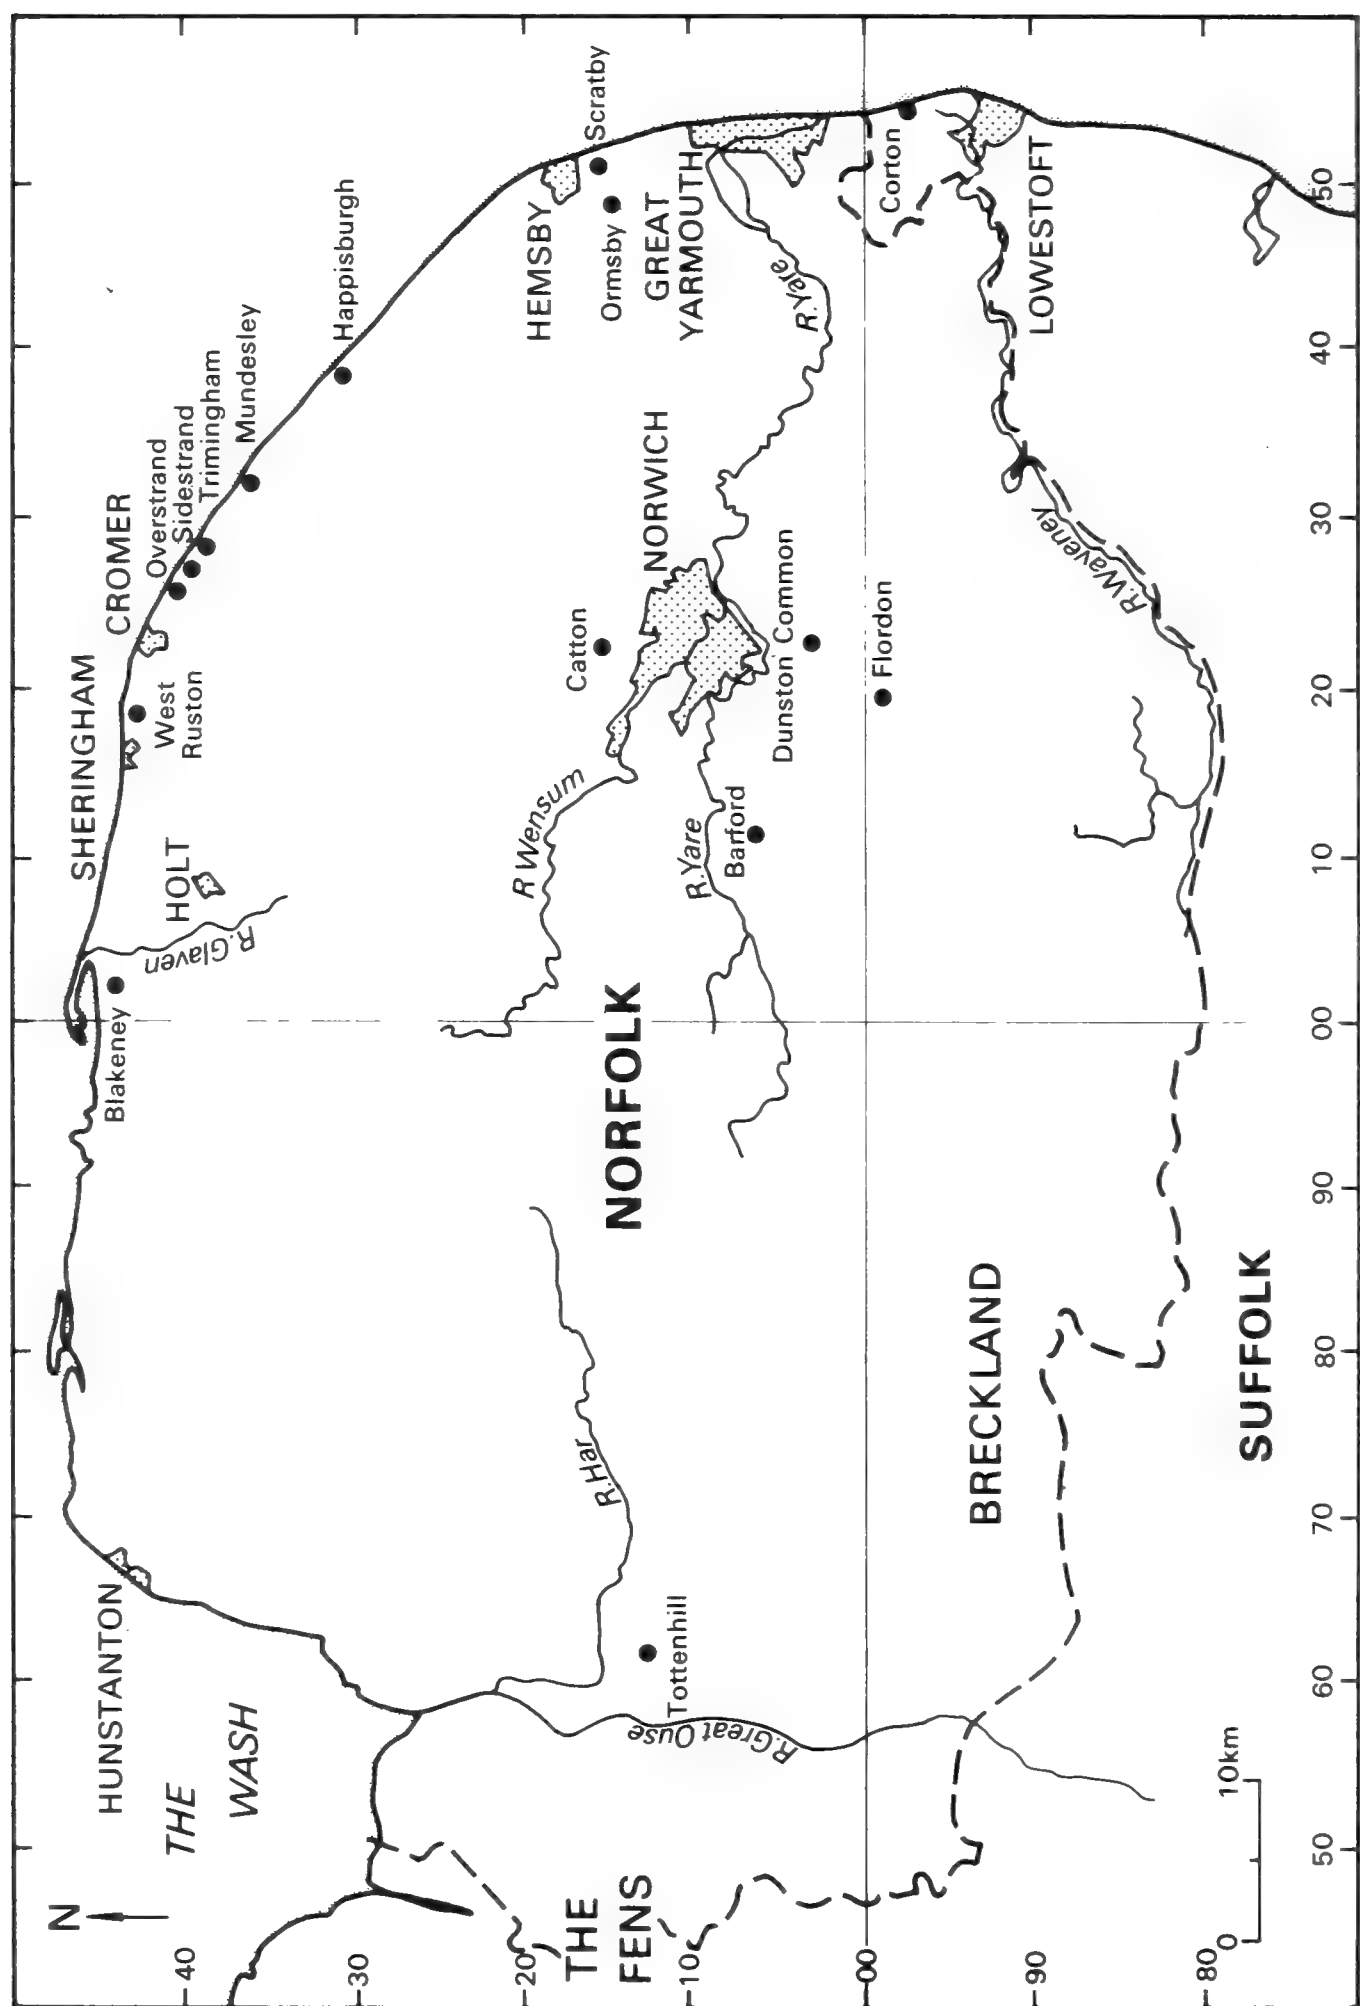 N
THE
WASH
HUNSTANTON
Blakeney
R.Glaven
HOLT
SHERINGHAM
West
Ruston
CROMER
Overstrand
Sidestrand
Trimingham
Mundesley
Happisburgh
HEMSBY
Ormsby
Scratby
GREAT
YARMOUTH
R.Yare
NORWICH
Catton
R Wensum
R.Yare
Barford
Dunston Common
Flordon
NORFOLK
R.Har
Tottenhill
R.Great Ouse
THE
FENS
BRECKLAND
SUFFOLK
R.Waveney
Corton
LOWESTOFT
40
30
20
10
00
90
80
0
10km
50
60
70
80
90
00
10
20
30
40
50